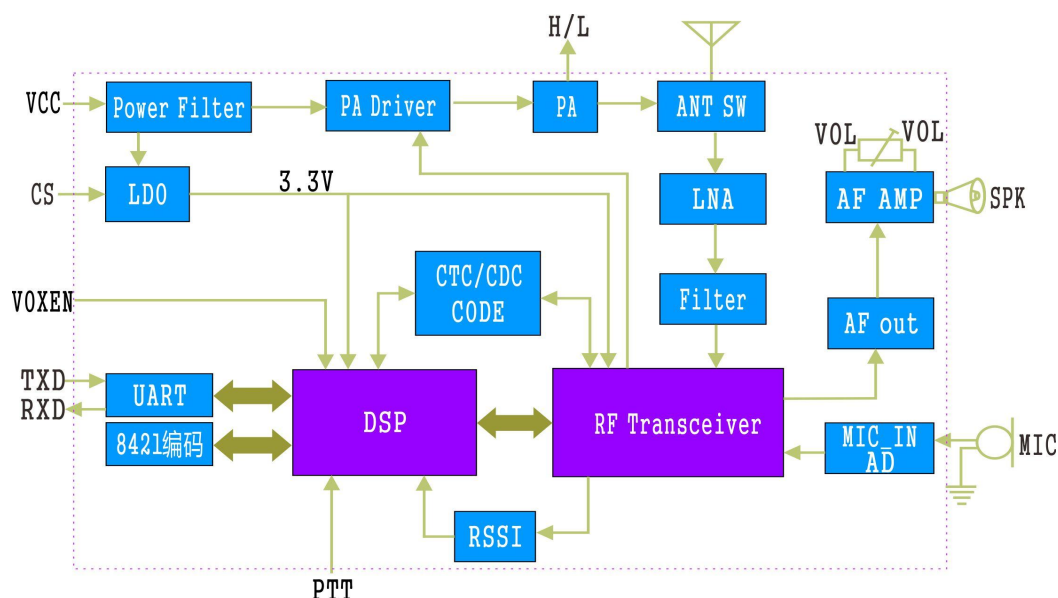 H/L
VCC
Power Filter
PA Driver
PA
ANT SW
VOL
VOL
CS
LDO
3.3V
LNA
AF AMP
SPK
VOXEN
CTC/CDC
CODE
Filter
AF out
TXD
RXD
UART
8421编码
DSP
RF Transceiver
MIC_IN
AD
MIC
RSSI
PTT